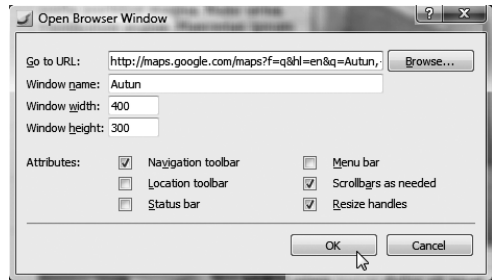 Open Browser Window
Go to URL: http://maps.google.com/maps?f=q&hl=en&q=Autun, Browse...
Window name: Autun
Window width: 400
Window height: 300
Attributes: Navigation toolbar Menu bar
Location toolbar Scrollbars as needed
Status bar Resize handles
OK Cancel